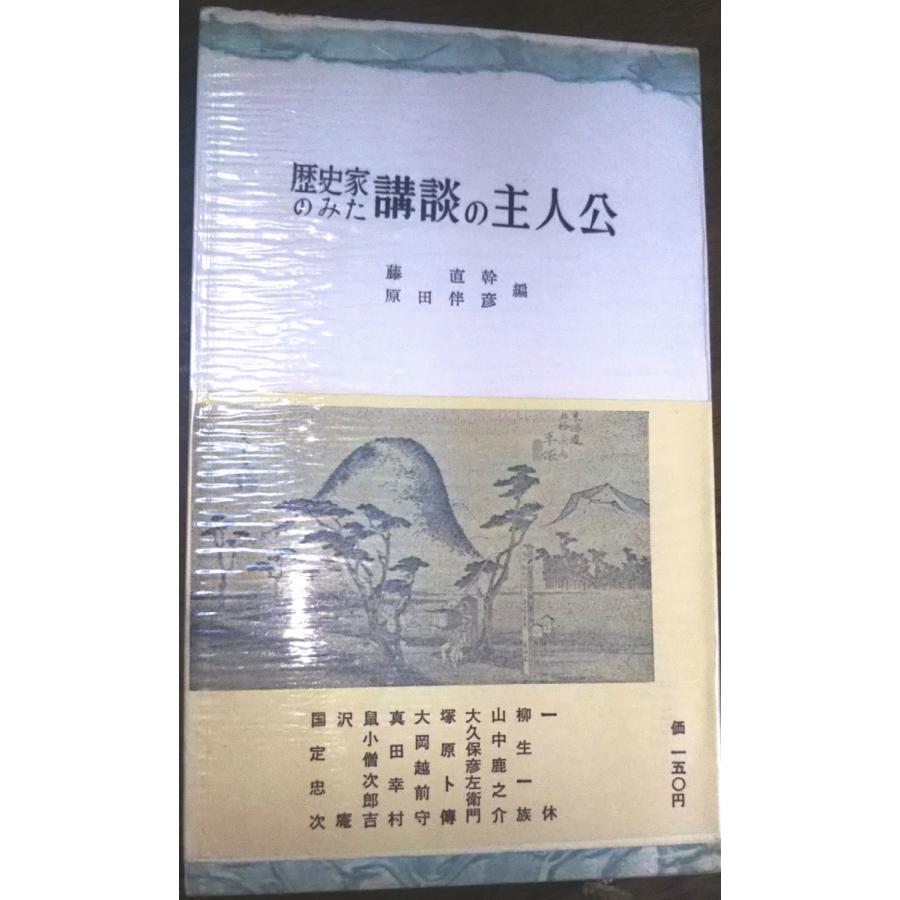 歴史家
のみた
講談の主人公
藤 直幹
原田伴彦
編
平塚
価 一五〇円
一休
柳生一族
山中鹿之介
大久保彦左衛門
塚原卜傳
大岡越前守
真田幸村
鼠小僧次郎吉
沢庵
国定忠次